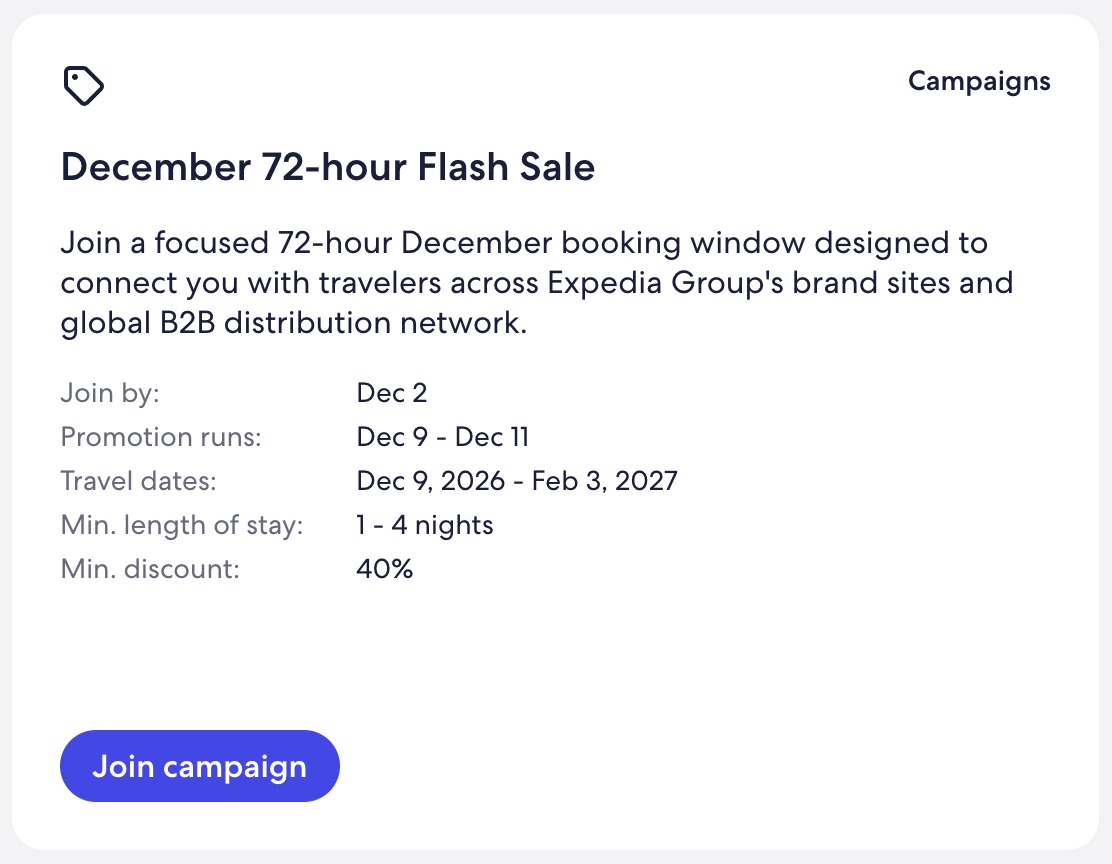 Campaigns
December 72-hour Flash Sale
Join a focused 72-hour December booking window designed to
connect you with travelers across Expedia Group's brand sites and
global B2B distribution network.
Join by: Dec 2
Promotion runs: Dec 9 - Dec 11
Travel dates: Dec 9, 2026 - Feb 3, 2027
Min. length of stay: 1 - 4 nights
Min. discount: 40%
Join campaign